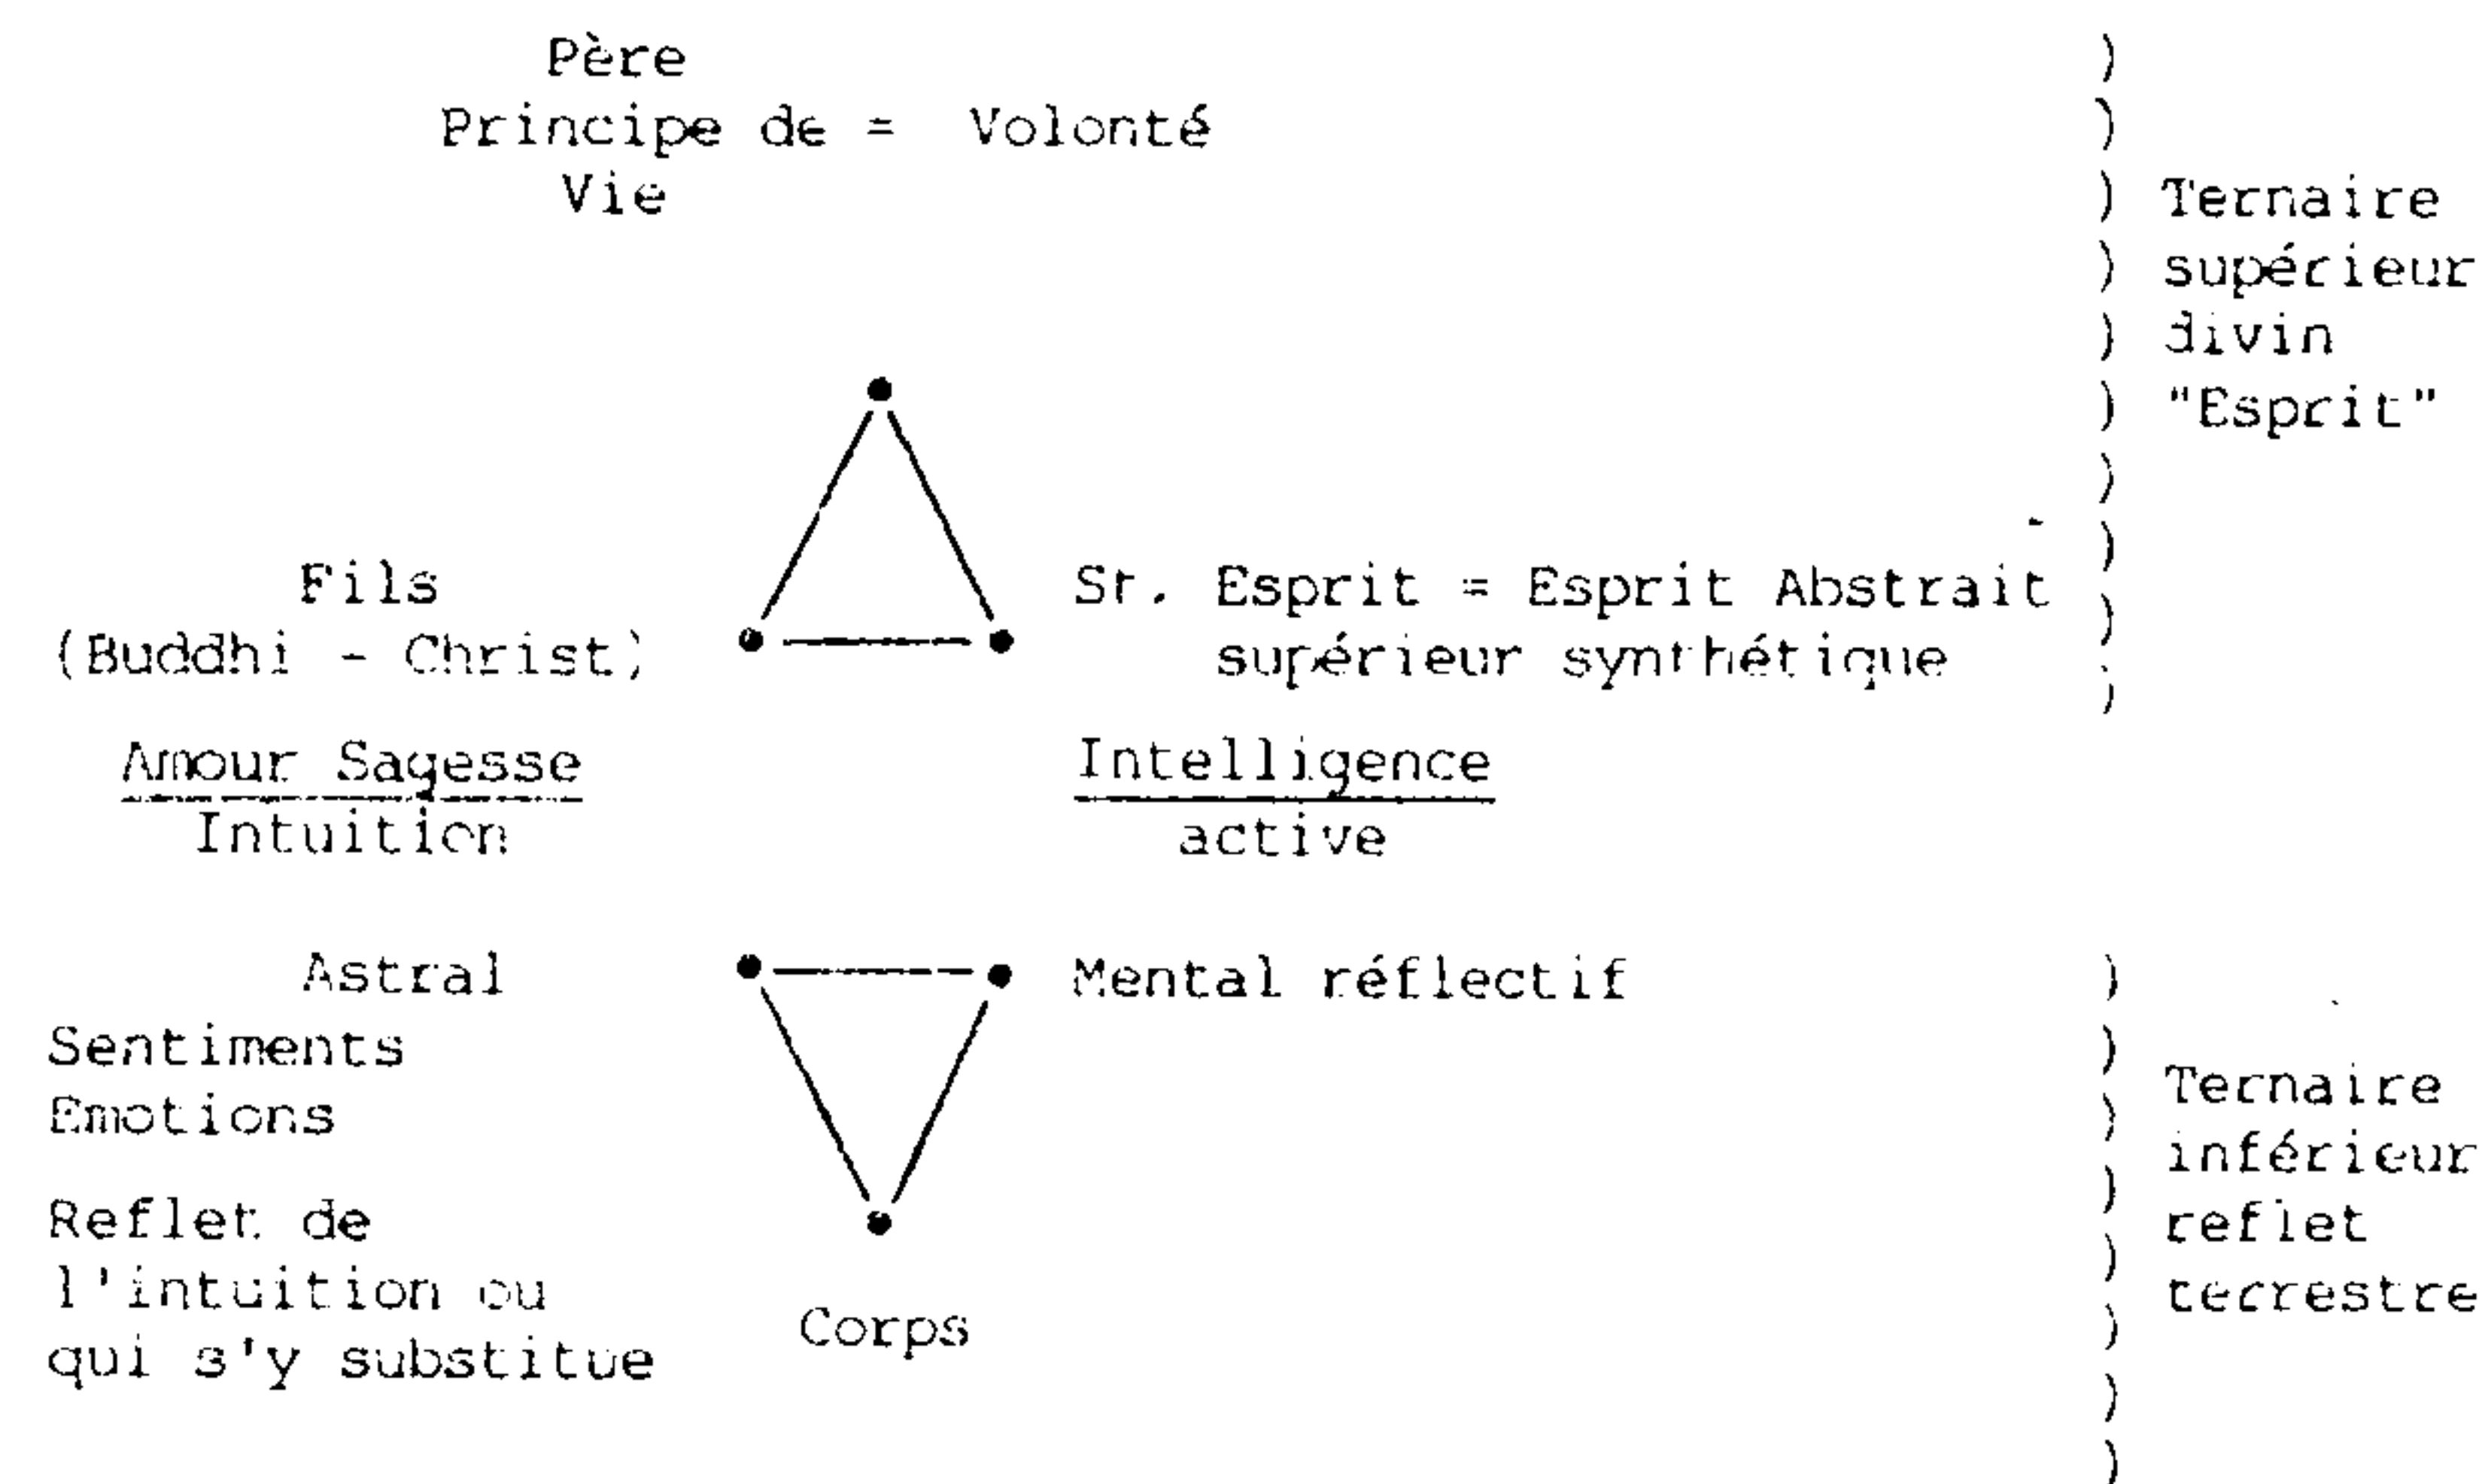 Père
Principe de = Volonté
Vie
Ternaire
supérieur
divin
"Esprit"
Fils
(Buddhi - Christ)
St. Esprit = Esprit Abstrait
supérieur synthétique
Amour Sagesse
Intuition
Intelligence
active
Astral
Sentiments
Emotions
Reflet de
l'intuition ou
qui s'y substitue
Mental réflectif
Corps
Ternaire
inférieur
reflet
terrestre